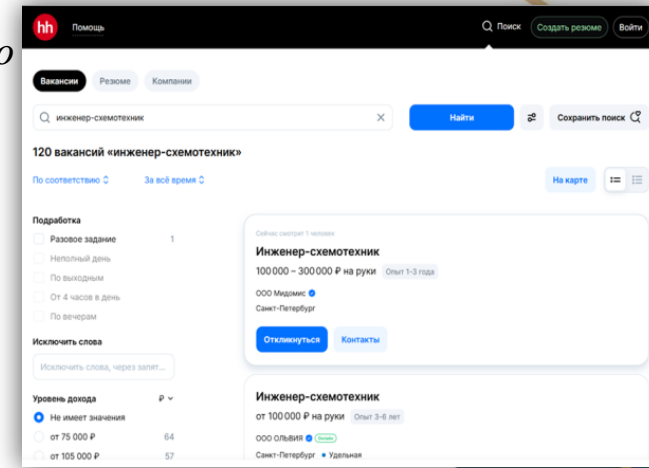 о
hh Помощь Поиск Создать резюме Войти
Вакансии Резюме Компании
инженер-схемотехник Найти Сохранить поиск
120 вакансий «инженер-схемотехник»
По соответствию За всё время На карте
Подработка
Разовое задание 1
Неполный день
По выходным
От 4 часов в день
По вечерам
Исключить слова
Исключить слова, через запят...
Уровень дохода ₽
Не имеет значения
от 75 000 ₽ 64
от 105 000 ₽ 57
Сейчас смотрит 1 человек
Инженер-схемотехник
100 000 – 300 000 ₽ на руки Опыт 1-3 года
ООО Мидомис
Санкт-Петербург
Откликнуться Контакты
Инженер-схемотехник
от 100 000 ₽ на руки Опыт 3-6 лет
ООО ОЛЬВИЯ
Санкт-Петербург • Удельная